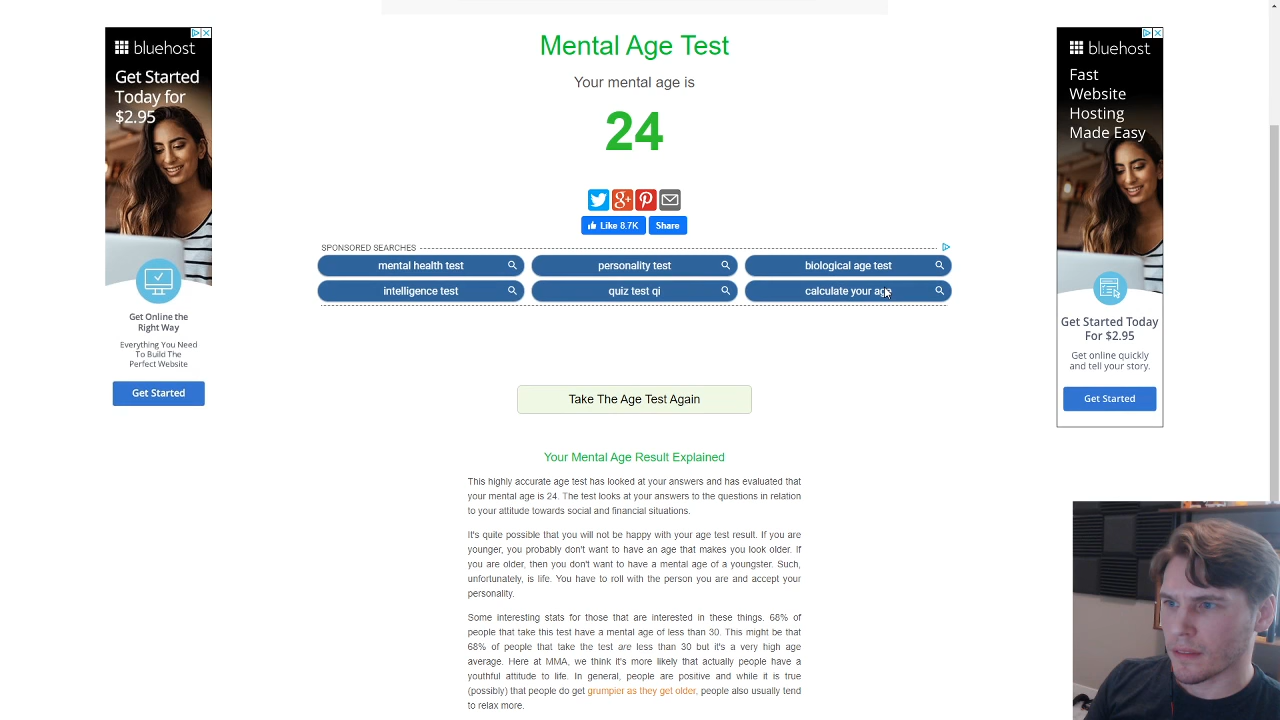 bluehost
Get Started
Today for
$2.95
Get Online the
Right Way
Everything You Need
To Build The
Perfect Website
Get Started
Mental Age Test
Your mental age is
24
Like 8.7K
Share
SPONSORED SEARCHES
mental health test
personality test
biological age test
intelligence test
quiz test qi
calculate your age
Take The Age Test Again
Your Mental Age Result Explained
This highly accurate age test has looked at your answers and has evaluated that
your mental age is 24. The test looks at your answers to the questions in relation
to your attitude towards social and financial situations.
It's quite possible that you will not be happy with your age test result. If you are
younger, you probably don't want to have an age that makes you look older. If
you are older, then you don't want to have a mental age of a youngster. Such,
unfortunately, is life. You have to roll with the person you are and accept your
personality.
Some interesting stats for those that are interested in these things. 68% of
people that take this test have a mental age of less than 30. This might be that
68% of people that take the test are less than 30 but it's a very high age
average. Here at MMA, we think it's more likely that actually people have a
youthful attitude to life. In general, people are positive and while it is true
(possibly) that people do get grumpier as they get older, people also usually tend
to relax more.
bluehost
Fast
Website
Hosting
Made Easy
Get Started Today
For $2.95
Get online quickly
and tell your story.
Get Started